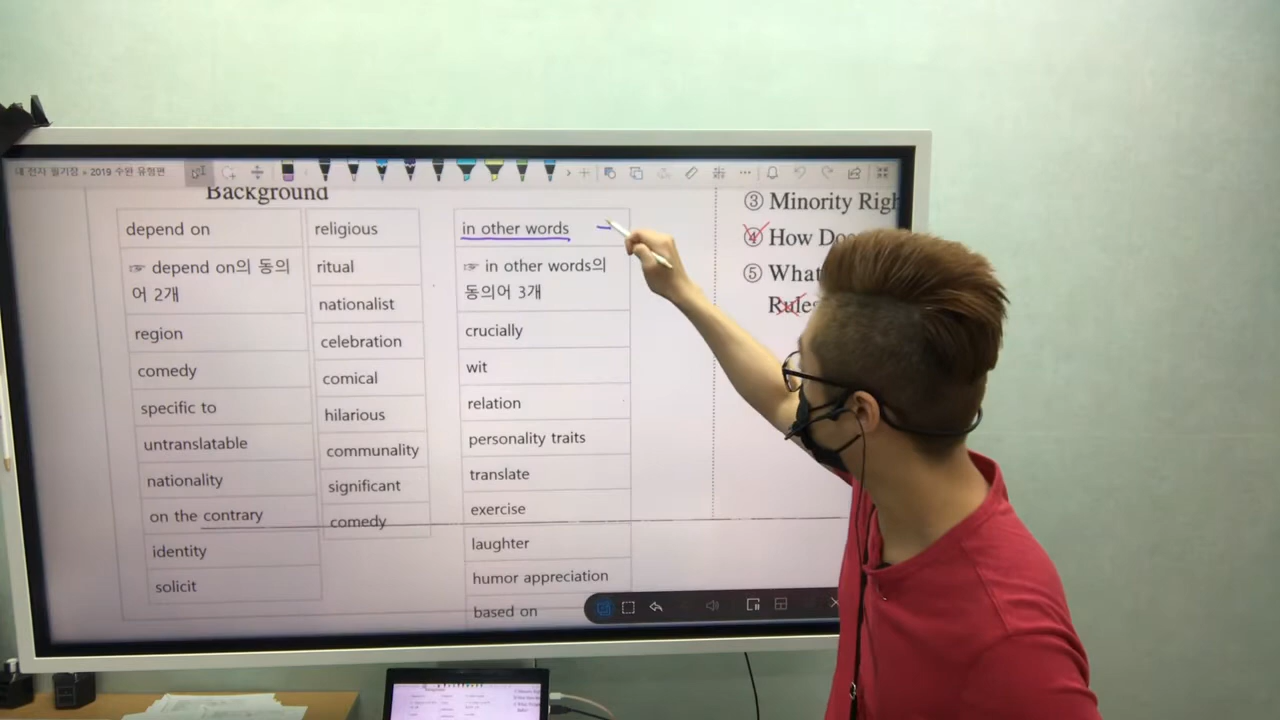 대 전자 필기장 » 2019 수완 유형편
Background
depend on
☞ depend on의 동의
어 2개
region
comedy
specific to
untranslatable
nationality
on the contrary
identity
solicit
religious
ritual
nationalist
celebration
comical
hilarious
communality
significant
comedy
in other words
☞ in other words의
동의어 3개
crucially
wit
relation
personality traits
translate
exercise
laughter
humor appreciation
based on
③ Minority Righ
④ How Doe
⑤ What
Rules